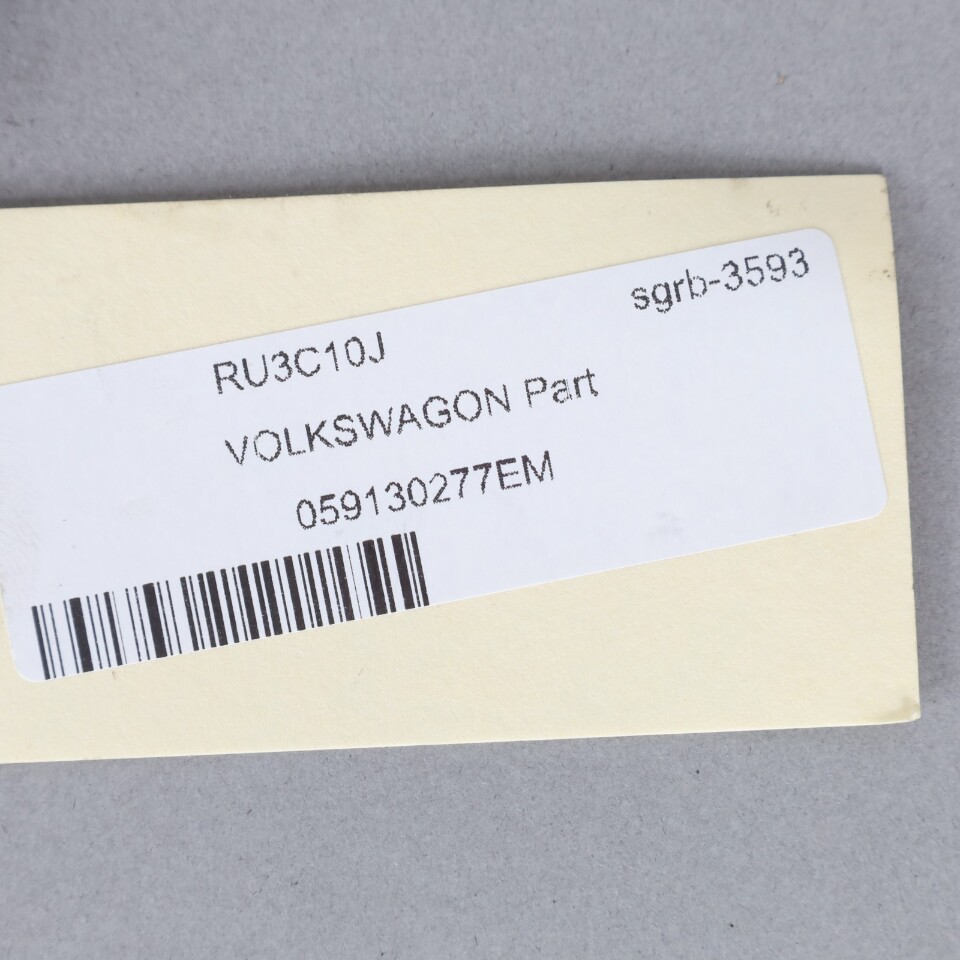 sgrb-3593
RU3C10J
VOLKSWAGON Part
059130277EM